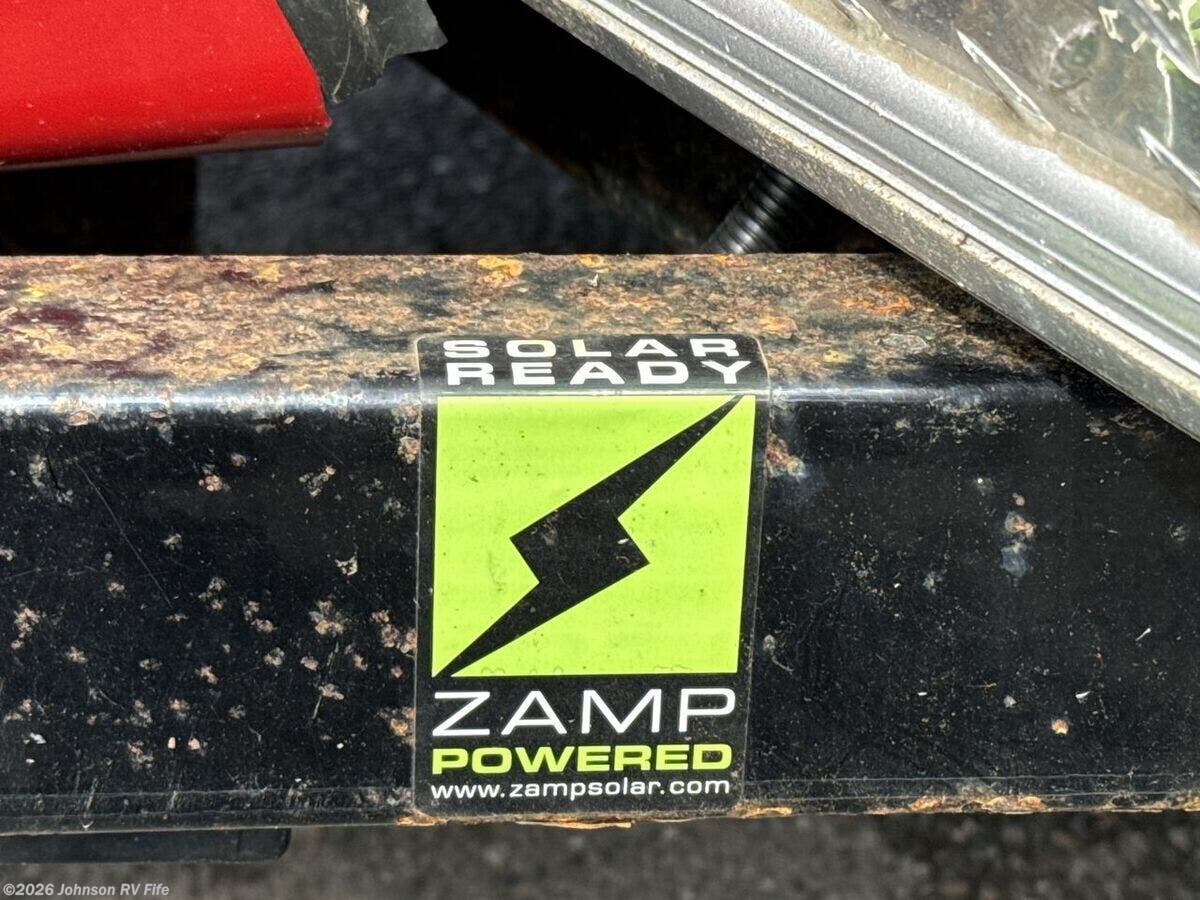 SOLAR
READY
ZAMP
POWERED
www.zampsolar.com
©2026 Johnson RV Fife